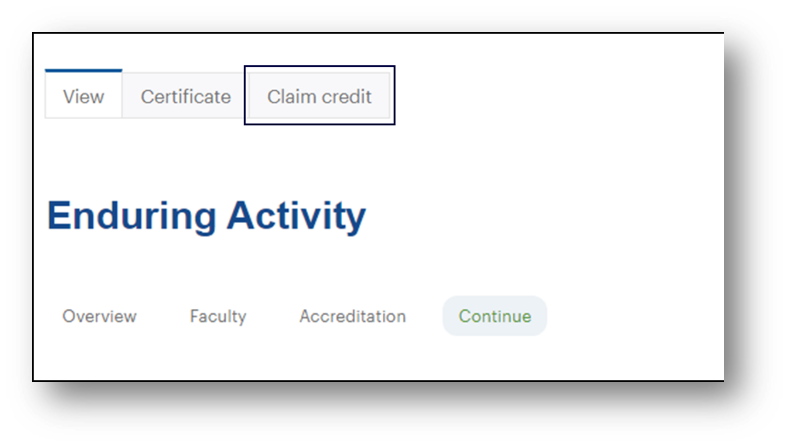 View Certificate Claim credit
Enduring Activity
Overview Faculty Accreditation Continue